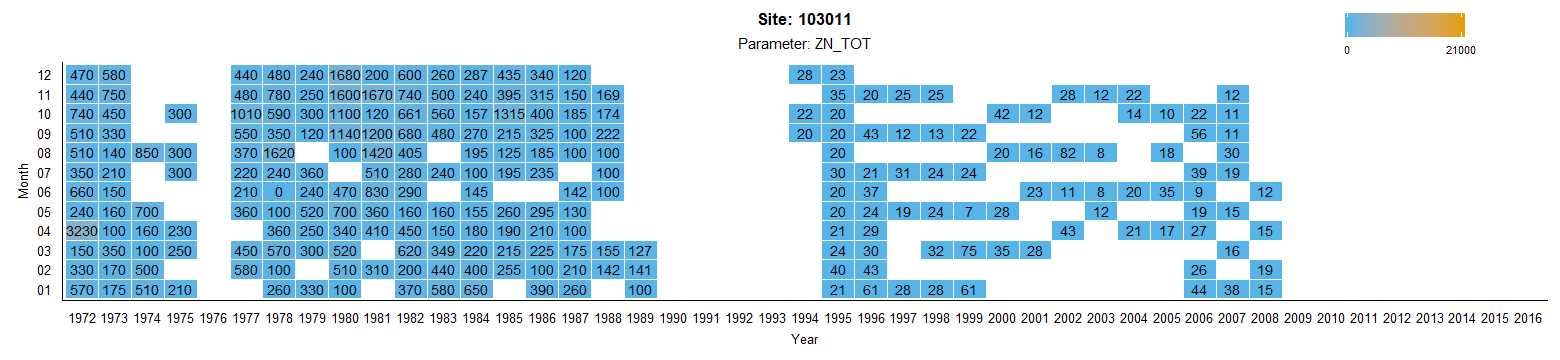 Site: 103011
Parameter: ZN_TOT
0 21000
12 470 580 440 480 240 1680 200 600 260 287 435 340 120 28 23
11 440 750 480 780 250 1600 1670 740 500 240 395 315 150 169 35 20 25 25 28 12 22 12
10 740 450 300 1010 590 300 1100 120 661 560 157 1315 400 185 174 22 20 42 12 14 10 22 11
09 510 330 550 350 120 1140 1200 680 480 270 215 325 100 222 20 20 43 12 13 22 56 11
08 510 140 850 300 370 1620 100 1420 405 195 125 185 100 100 20 20 16 82 8 18 30
07 350 210 300 220 240 360 510 280 240 100 195 235 100 30 21 31 24 24 39 19
06 660 150 210 0 240 470 830 290 145 142 100 20 37 23 11 8 20 35 9 12
05 240 160 700 360 100 520 700 360 160 160 155 260 295 130 20 24 19 24 7 28 12 19 15
04 3230 100 160 230 360 250 340 410 450 150 180 190 210 100 21 29 43 21 17 27 15
03 150 350 100 250 450 570 300 520 620 349 220 215 225 175 155 127 24 30 32 75 35 28 16
02 330 170 500 580 100 510 310 200 440 400 255 100 210 142 141 40 43 26 19
01 570 175 510 210 260 330 100 370 580 650 390 260 100 21 61 28 28 61 44 38 15
Month
1972 1973 1974 1975 1976 1977 1978 1979 1980 1981 1982 1983 1984 1985 1986 1987 1988 1989 1990 1991 1992 1993 1994 1995 1996 1997 1998 1999 2000 2001 2002 2003 2004 2005 2006 2007 2008 2009 2010 2011 2012 2013 2014 2015 2016
Year